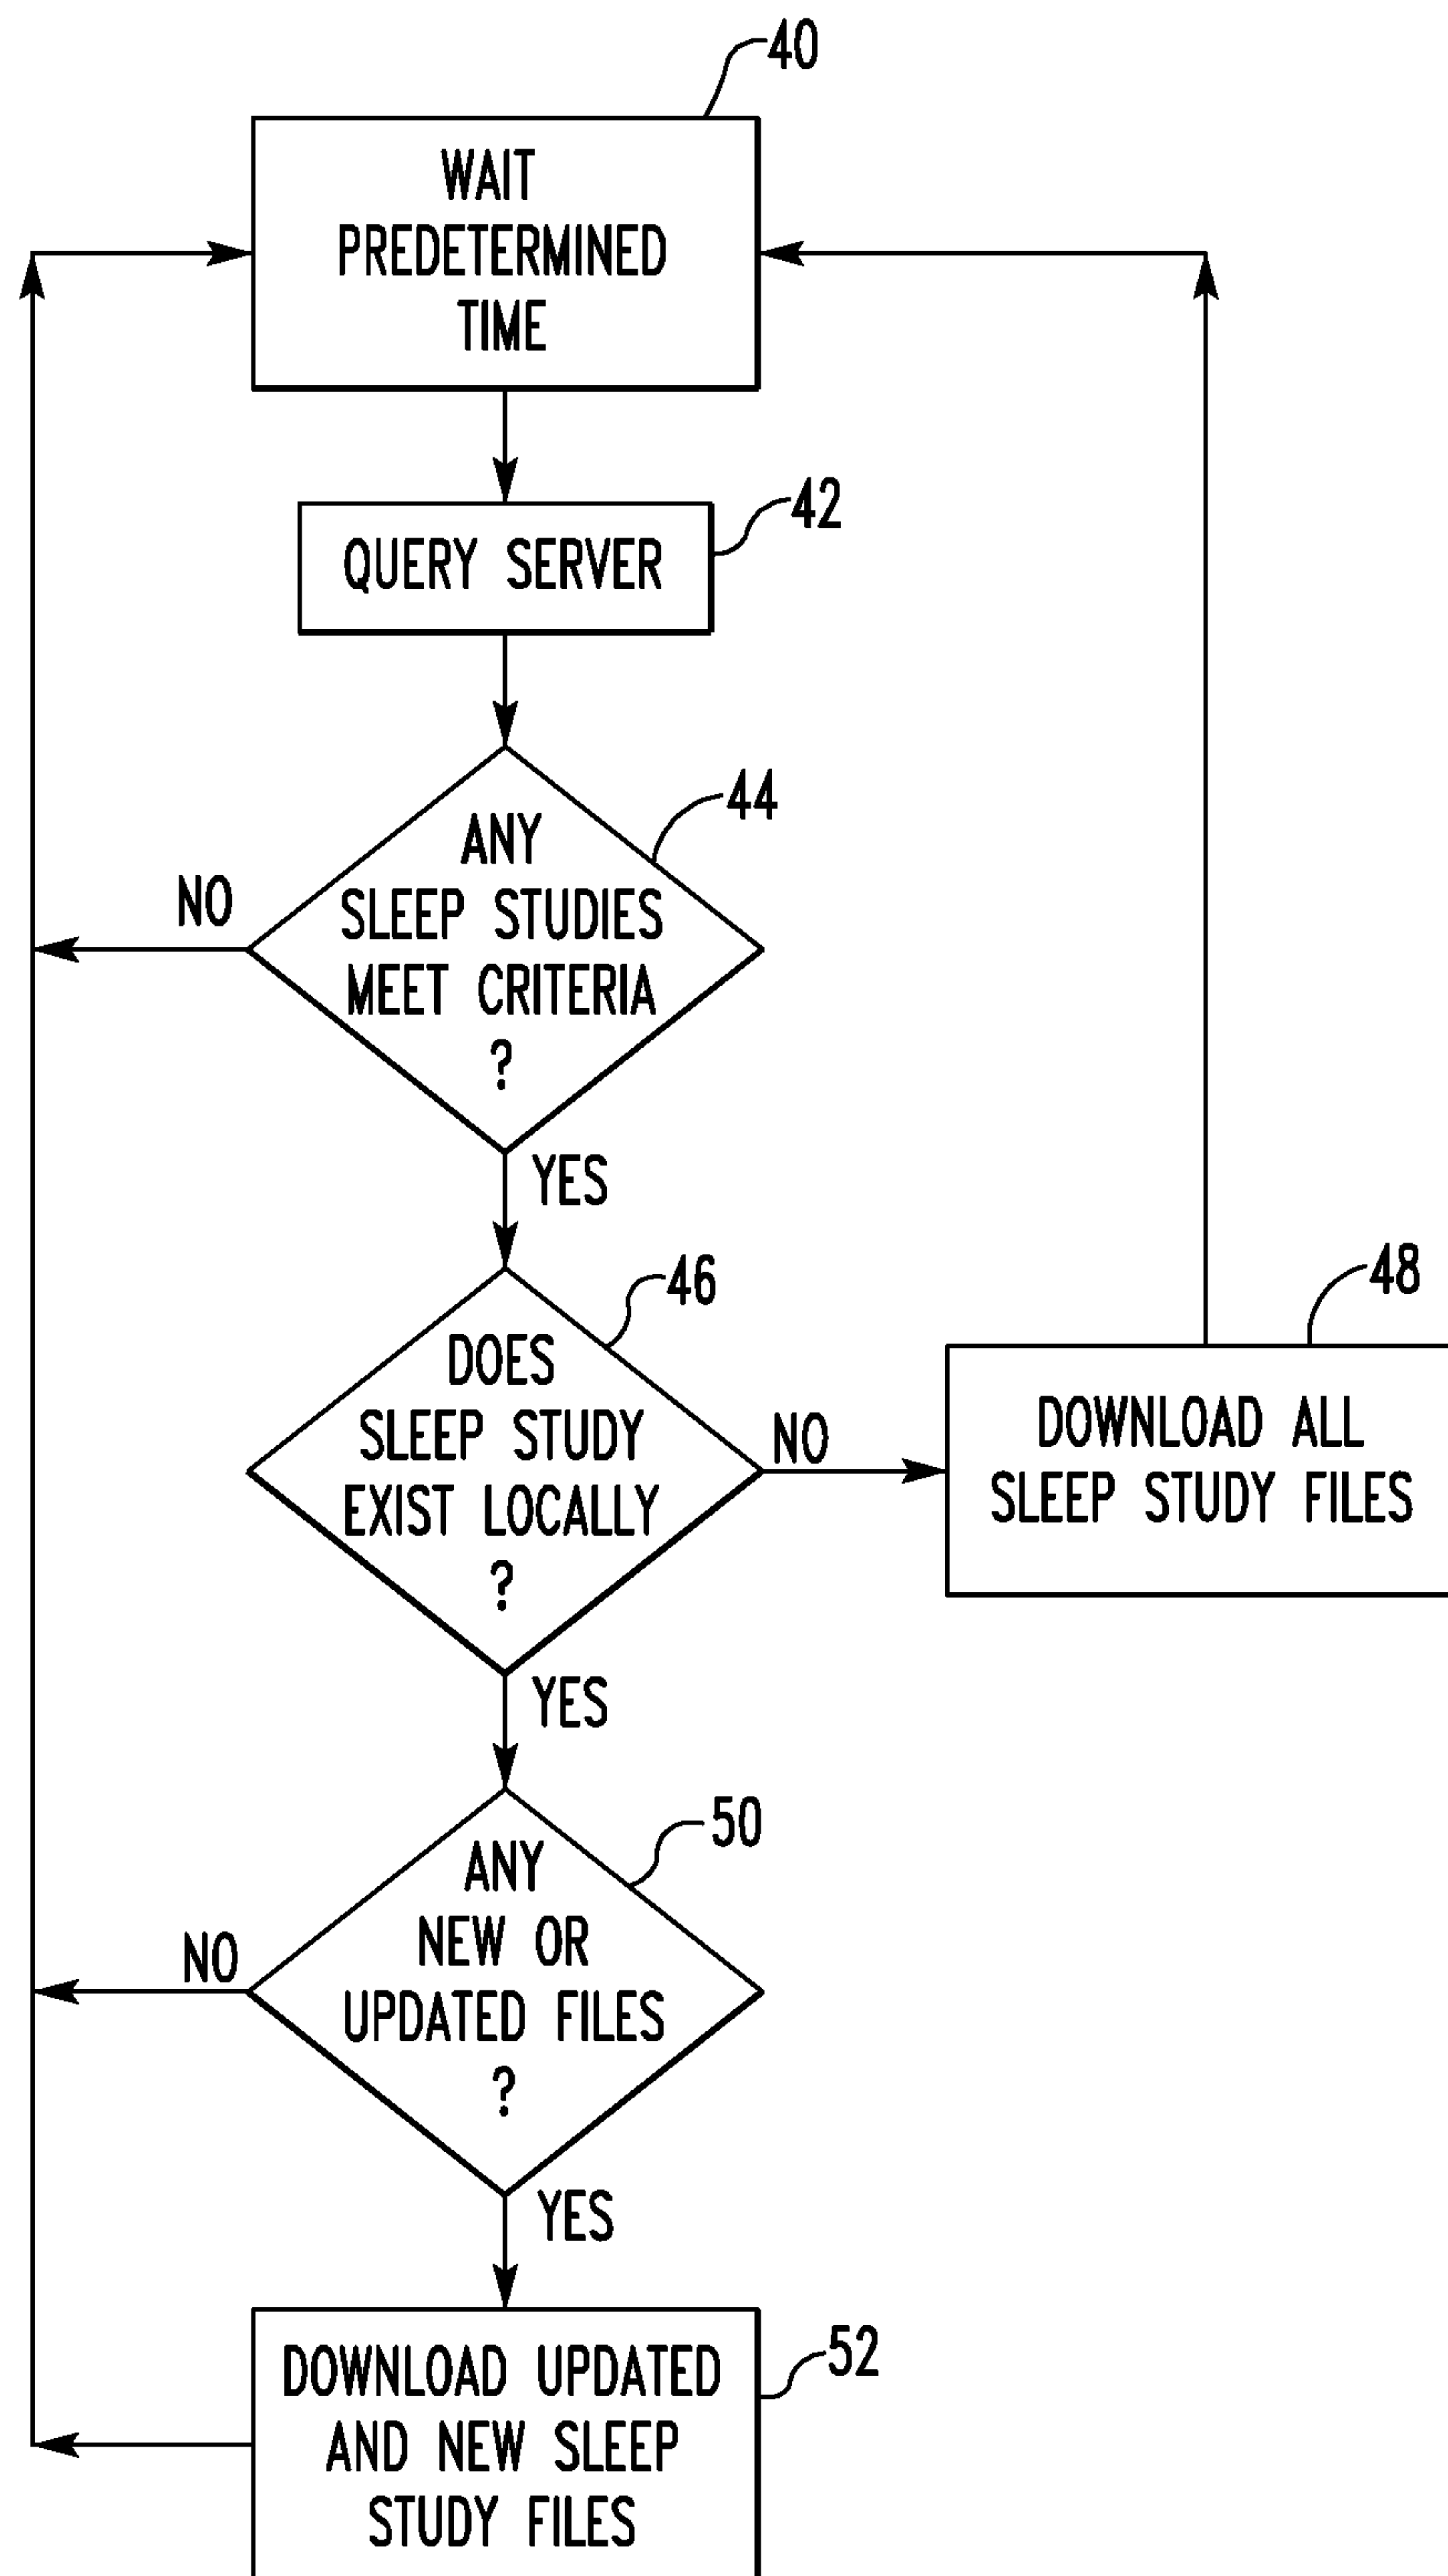 40
WAIT
PREDETERMINED
TIME
42
QUERY SERVER
44
ANY
SLEEP STUDIES
MEET CRITERIA
?
NO
YES
46
DOES
SLEEP STUDY
EXIST LOCALLY
?
NO
48
DOWNLOAD ALL
SLEEP STUDY FILES
YES
50
ANY
NEW OR
UPDATED FILES
?
NO
YES
52
DOWNLOAD UPDATED
AND NEW SLEEP
STUDY FILES